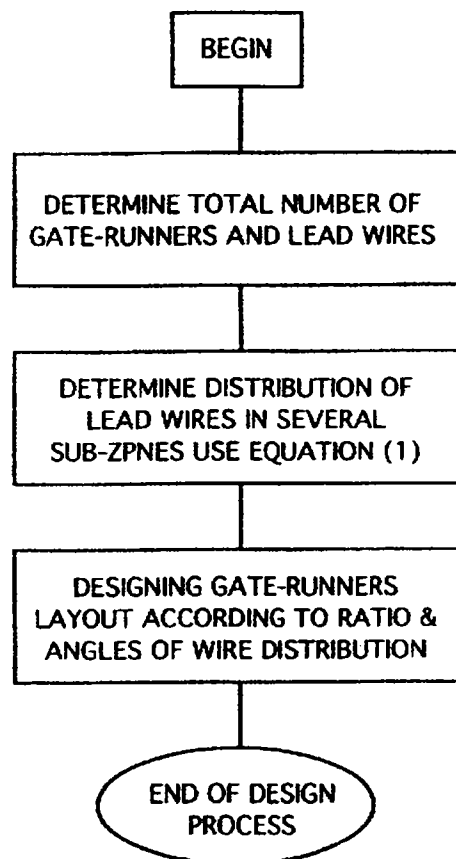 BEGIN
DETERMINE TOTAL NUMBER OF
GATE-RUNNERS AND LEAD WIRES
DETERMINE DISTRIBUTION OF
LEAD WIRES IN SEVERAL
SUB-ZPNES USE EQUATION (1)
DESIGNING GATE-RUNNERS
LAYOUT ACCORDING TO RATIO &
ANGLES OF WIRE DISTRIBUTION
END OF DESIGN
PROCESS